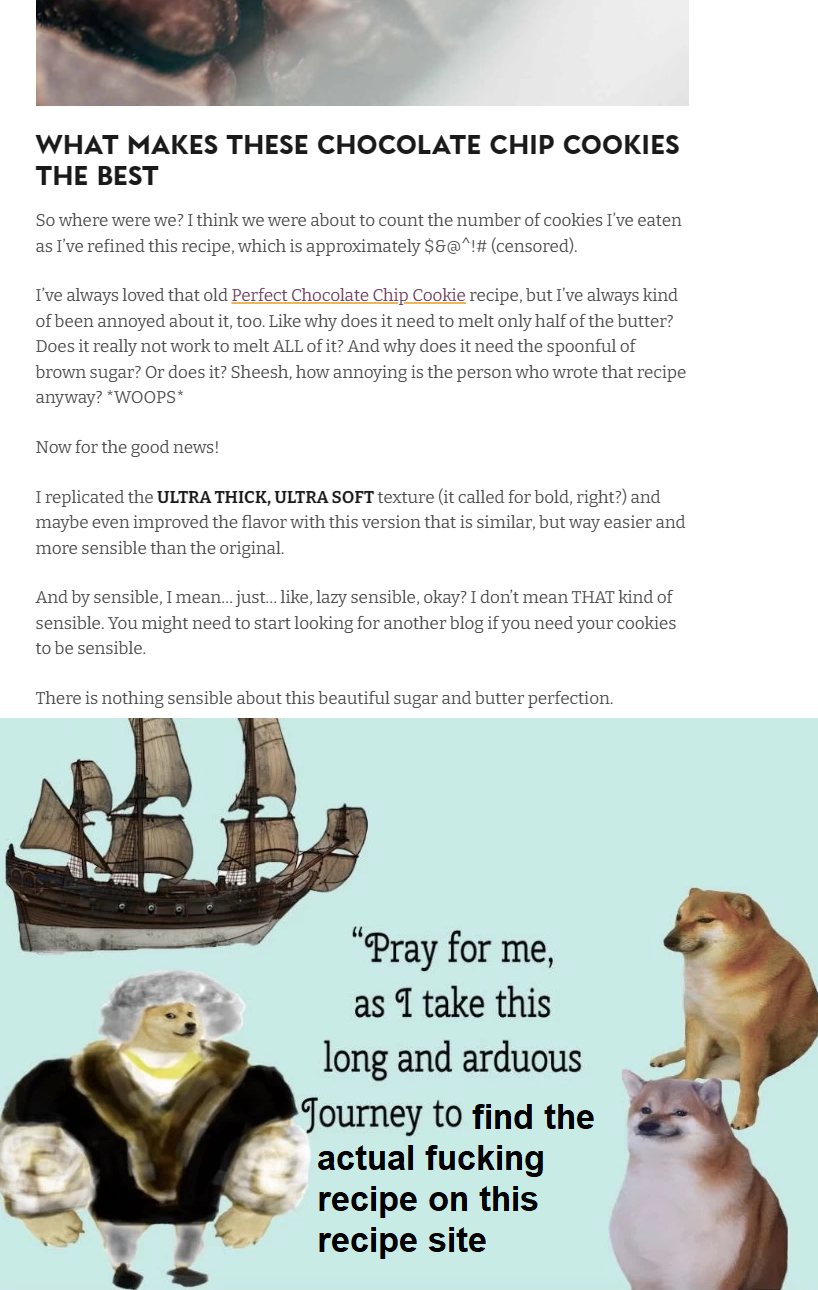 WHAT MAKES THESE CHOCOLATE CHIP COOKIES
THE BEST
So where were we? I think we were about to count the number of cookies I’ve eaten
as I’ve refined this recipe, which is approximately $&@^!# (censored).
I’ve always loved that old Perfect Chocolate Chip Cookie recipe, but I’ve always kind
of been annoyed about it, too. Like why does it need to melt only half of the butter?
Does it really not work to melt ALL of it? And why does it need the spoonful of
brown sugar? Or does it? Sheesh, how annoying is the person who wrote that recipe
anyway? *WOOPS*
Now for the good news!
I replicated the ULTRA THICK, ULTRA SOFT texture (it called for bold, right?) and
maybe even improved the flavor with this version that is similar, but way easier and
more sensible than the original.
And by sensible, I mean… just… like, lazy sensible, okay? I don’t mean THAT kind of
sensible. You might need to start looking for another blog if you need your cookies
to be sensible.
There is nothing sensible about this beautiful sugar and butter perfection.
“Pray for me,
as I take this
long and arduous
Journey to find the
actual fucking
recipe on this
recipe site